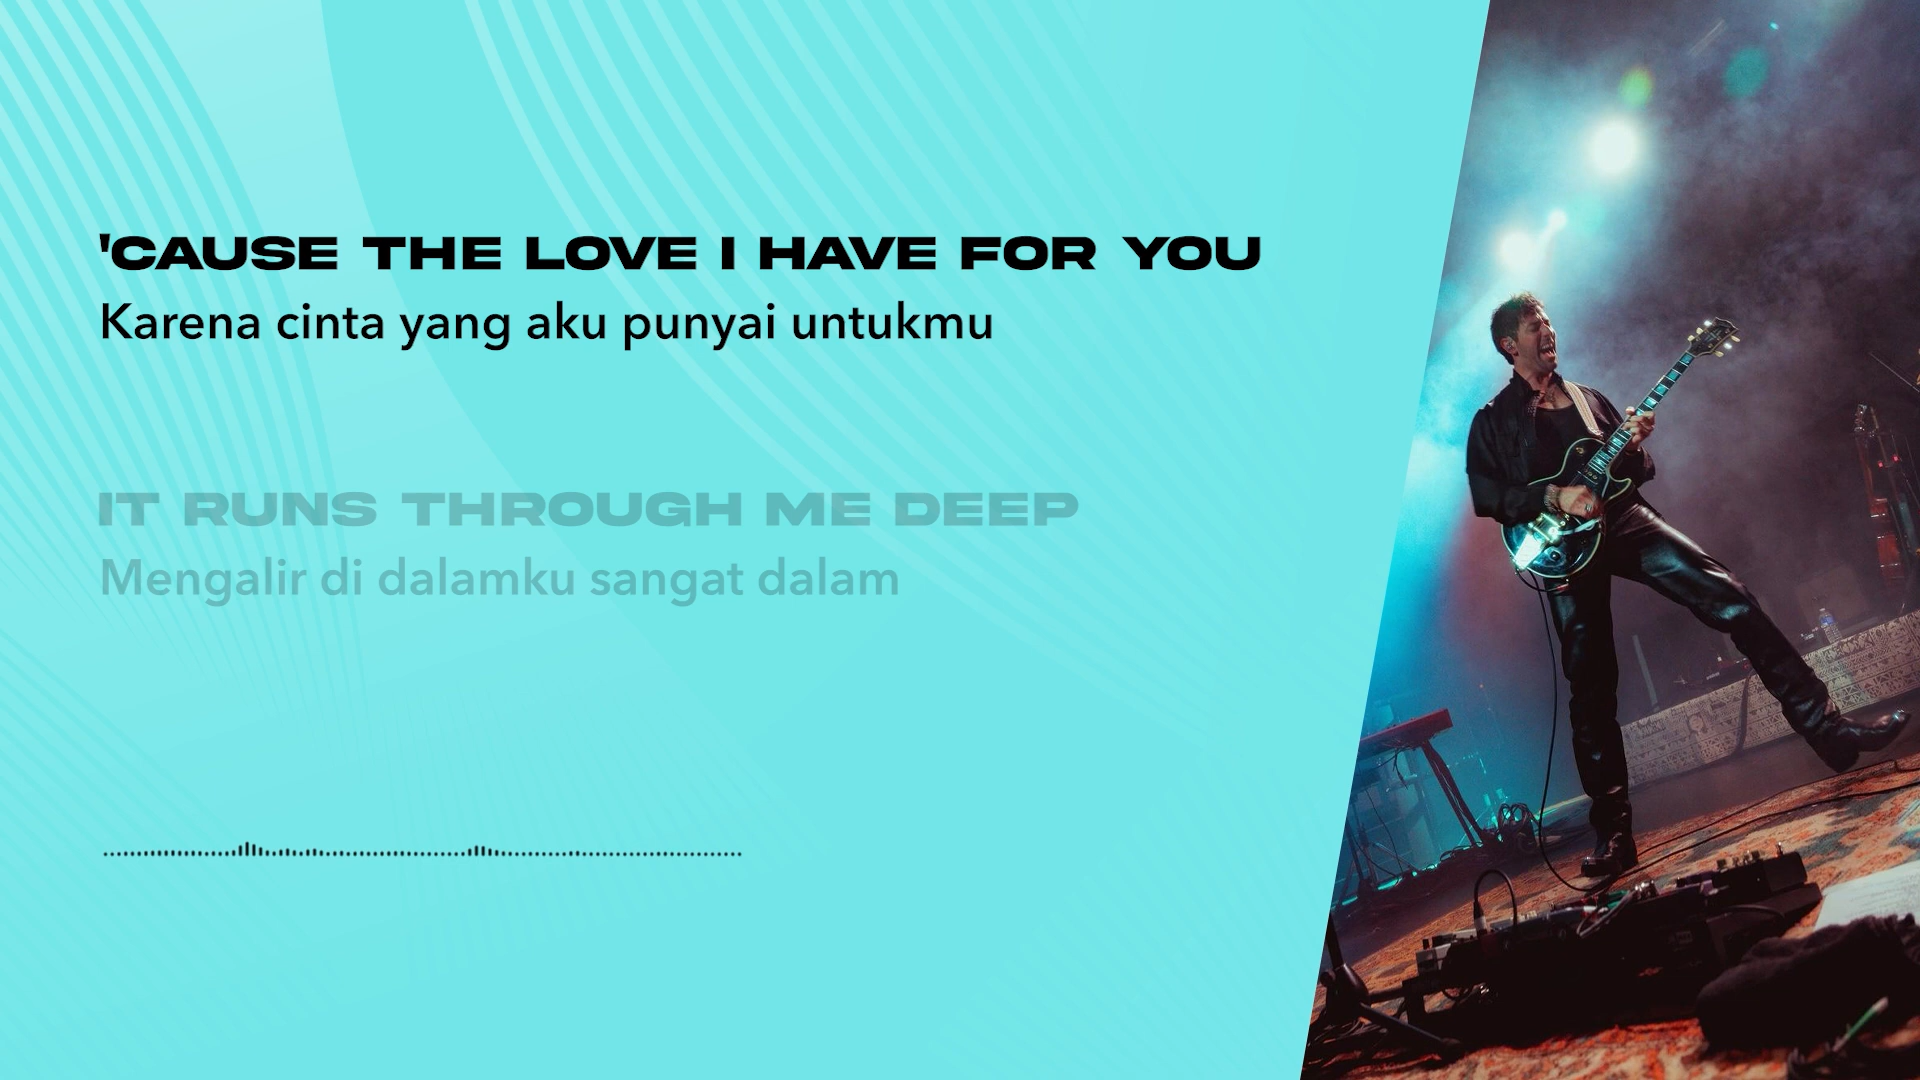 'CAUSE THE LOVE I HAVE FOR YOU
Karena cinta yang aku punyai untukmu
IT RUNS THROUGH ME DEEP
Mengalir di dalamku sangat dalam